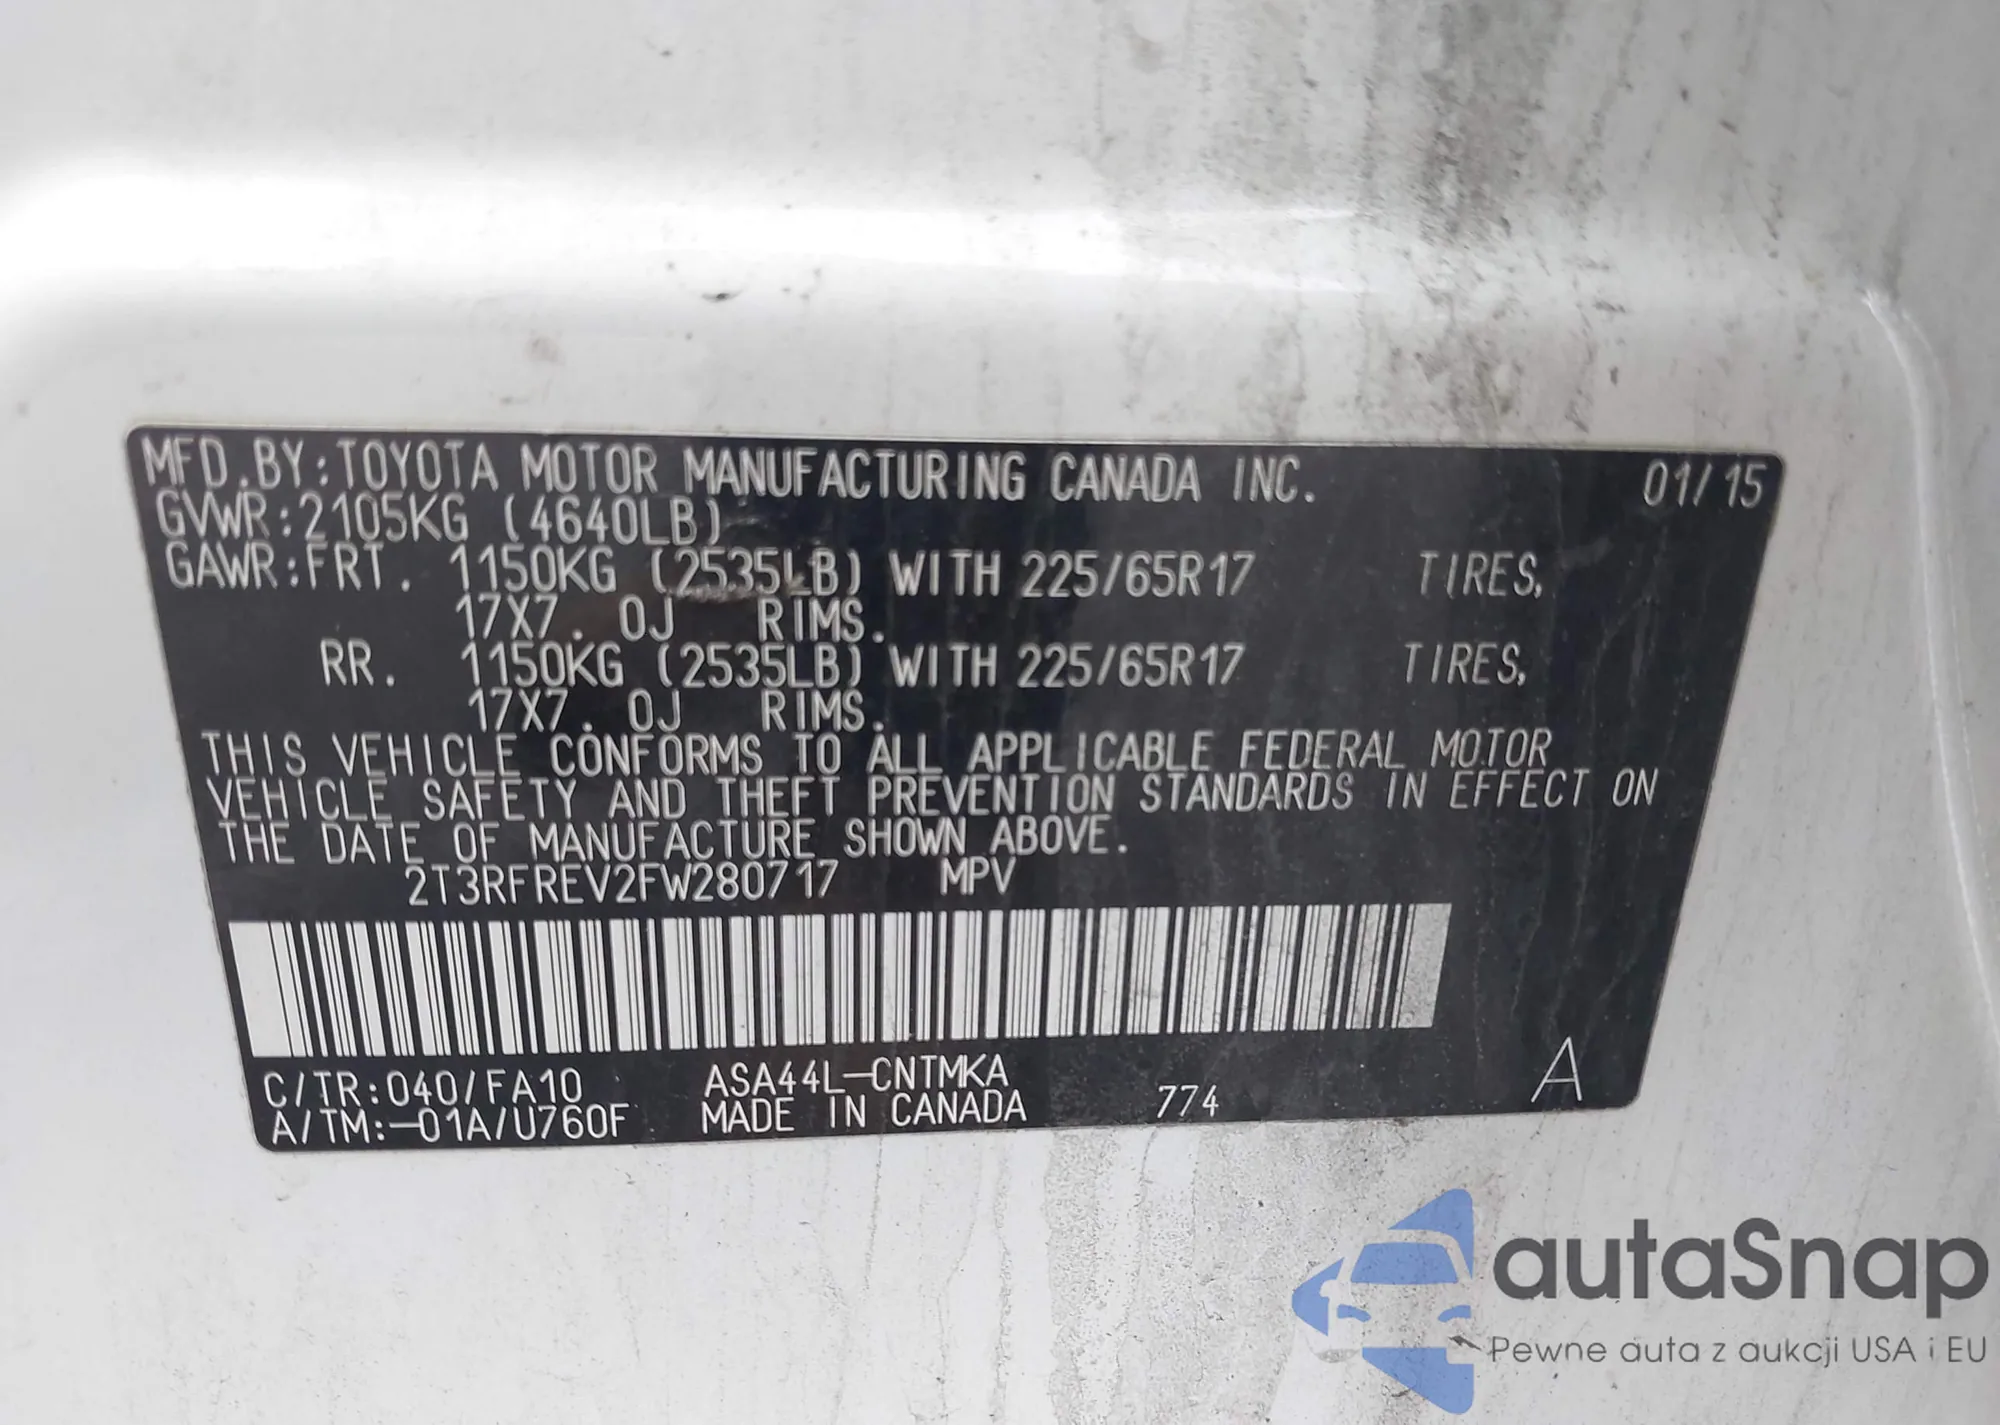 MFD.BY:TOYOTA MOTOR MANUFACTURING CANADA INC. 01/15
GVWR:2105KG (4640LB)
GAWR:FRT. 1150KG (2535LB) WITH 225/65R17 TIRES,
17X7. 0J RIMS.
RR. 1150KG (2535LB) WITH 225/65R17 TIRES,
17X7. 0J RIMS.
THIS VEHICLE CONFORMS TO ALL APPLICABLE FEDERAL MOTOR
VEHICLE SAFETY AND THEFT PREVENTION STANDARDS IN EFFECT ON
THE DATE OF MANUFACTURE SHOWN ABOVE.
2T3RFREV2FW280717 MPV
C/TR:040/FA10 ASA44L-CNTMKA
A/TM:-01A/U760F MADE IN CANADA 774 A
autoSnap
Pewne auta z aukcji USA i EU